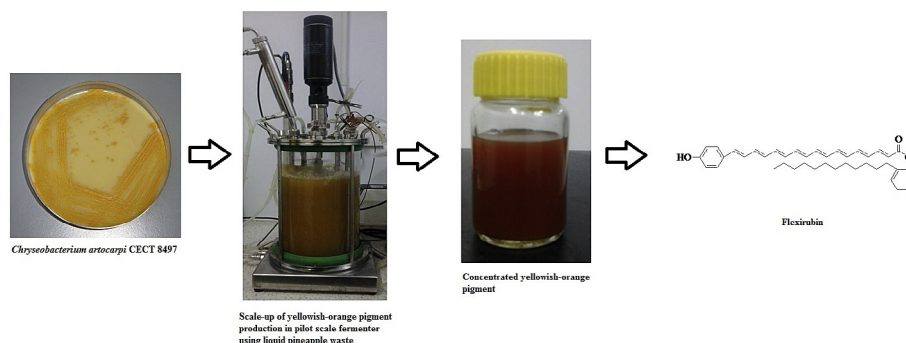 Chryseobacterium artocarpi CECT 8497
Scale-up of yellowish-orange pigment
production in pilot scale fermenter
using liquid pineapple waste
Concentrated yellowish-orange
pigment
HO
O
Flexirubin